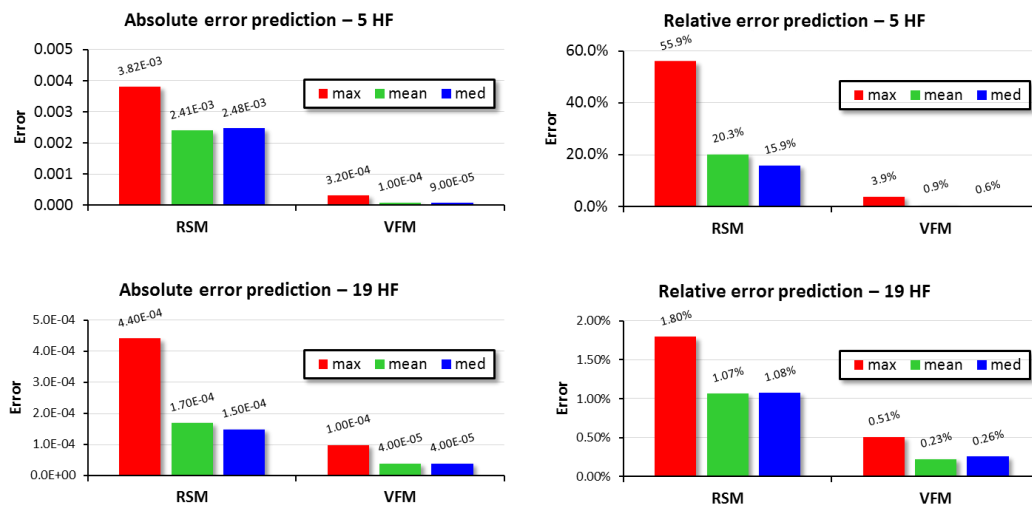 Absolute error prediction – 5 HF
0.005
0.004
0.003
0.002
0.001
0.000
Error
3.82E-03
2.41E-03
2.48E-03
3.20E-04
1.00E-04
9.00E-05
max mean med
RSM VFM
Relative error prediction – 5 HF
60.0%
40.0%
20.0%
0.0%
Error
55.9%
20.3%
15.9%
3.9%
0.9%
0.6%
max mean med
RSM VFM
Absolute error prediction – 19 HF
5.0E-04
4.0E-04
3.0E-04
2.0E-04
1.0E-04
0.0E+00
Error
4.40E-04
1.70E-04
1.50E-04
1.00E-04
4.00E-05
4.00E-05
max mean med
RSM VFM
Relative error prediction – 19 HF
2.00%
1.50%
1.00%
0.50%
0.00%
Error
1.80%
1.07%
1.08%
0.51%
0.23%
0.26%
max mean med
RSM VFM